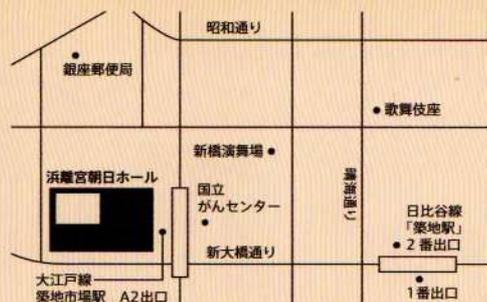 昭和通り
銀座郵便局
歌舞伎座
新橋演舞場
晴海通り
浜離宮朝日ホール
国立
がんセンター
日比谷線
「築地駅」
2番出口
新大橋通り
大江戸線
築地市場駅 A2出口
1番出口